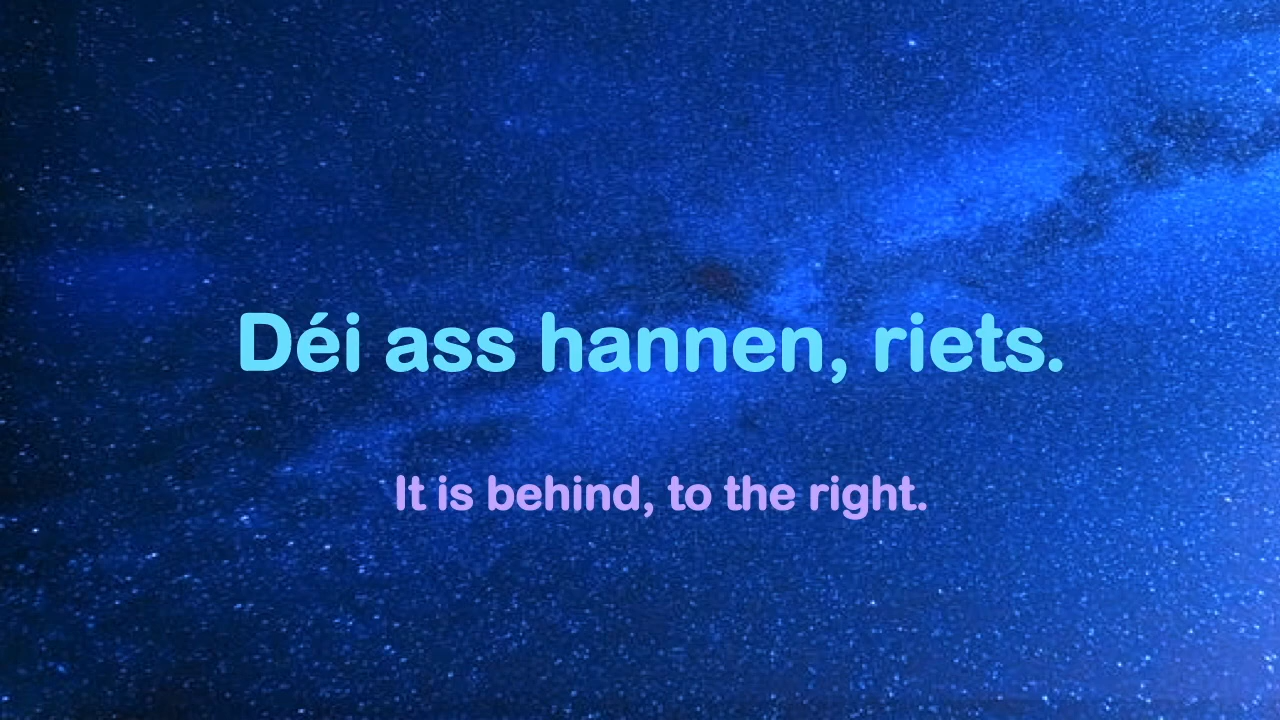 Déi ass hannen, riets.
It is behind, to the right.